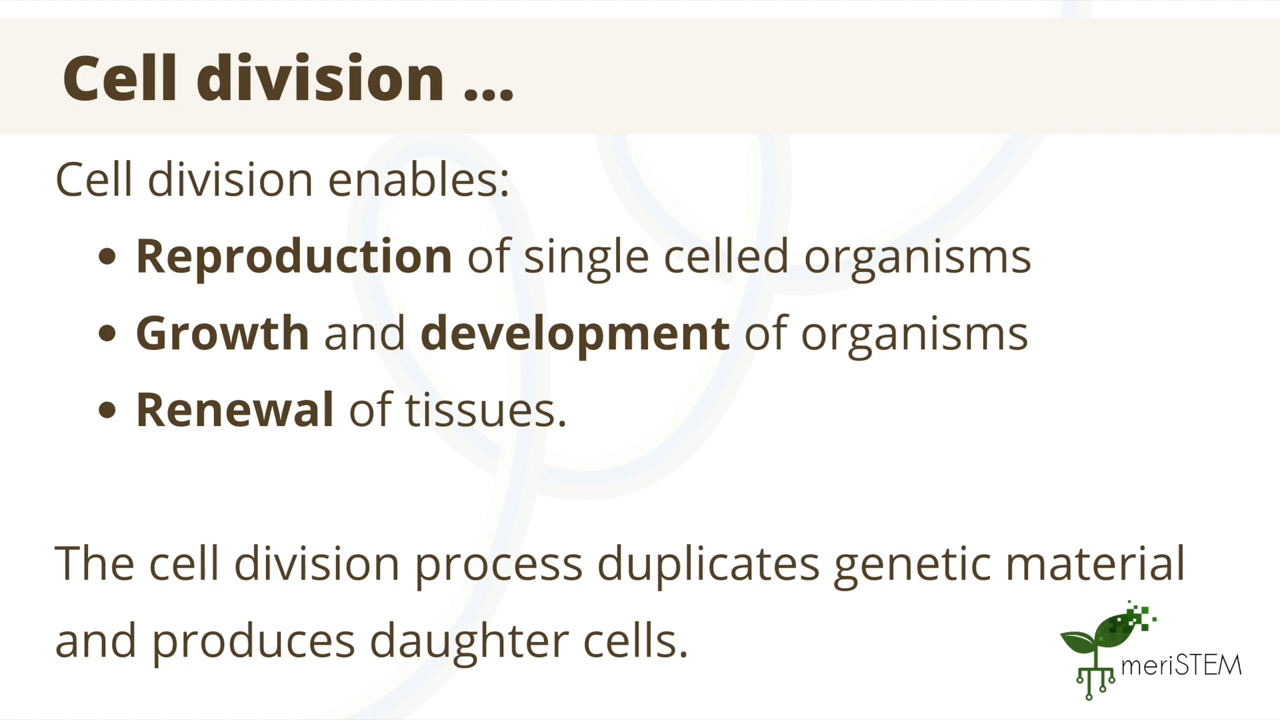 Cell division ...
Cell division enables:
• Reproduction of single celled organisms
• Growth and development of organisms
• Renewal of tissues.
The cell division process duplicates genetic material
and produces daughter cells.
meriSTEM